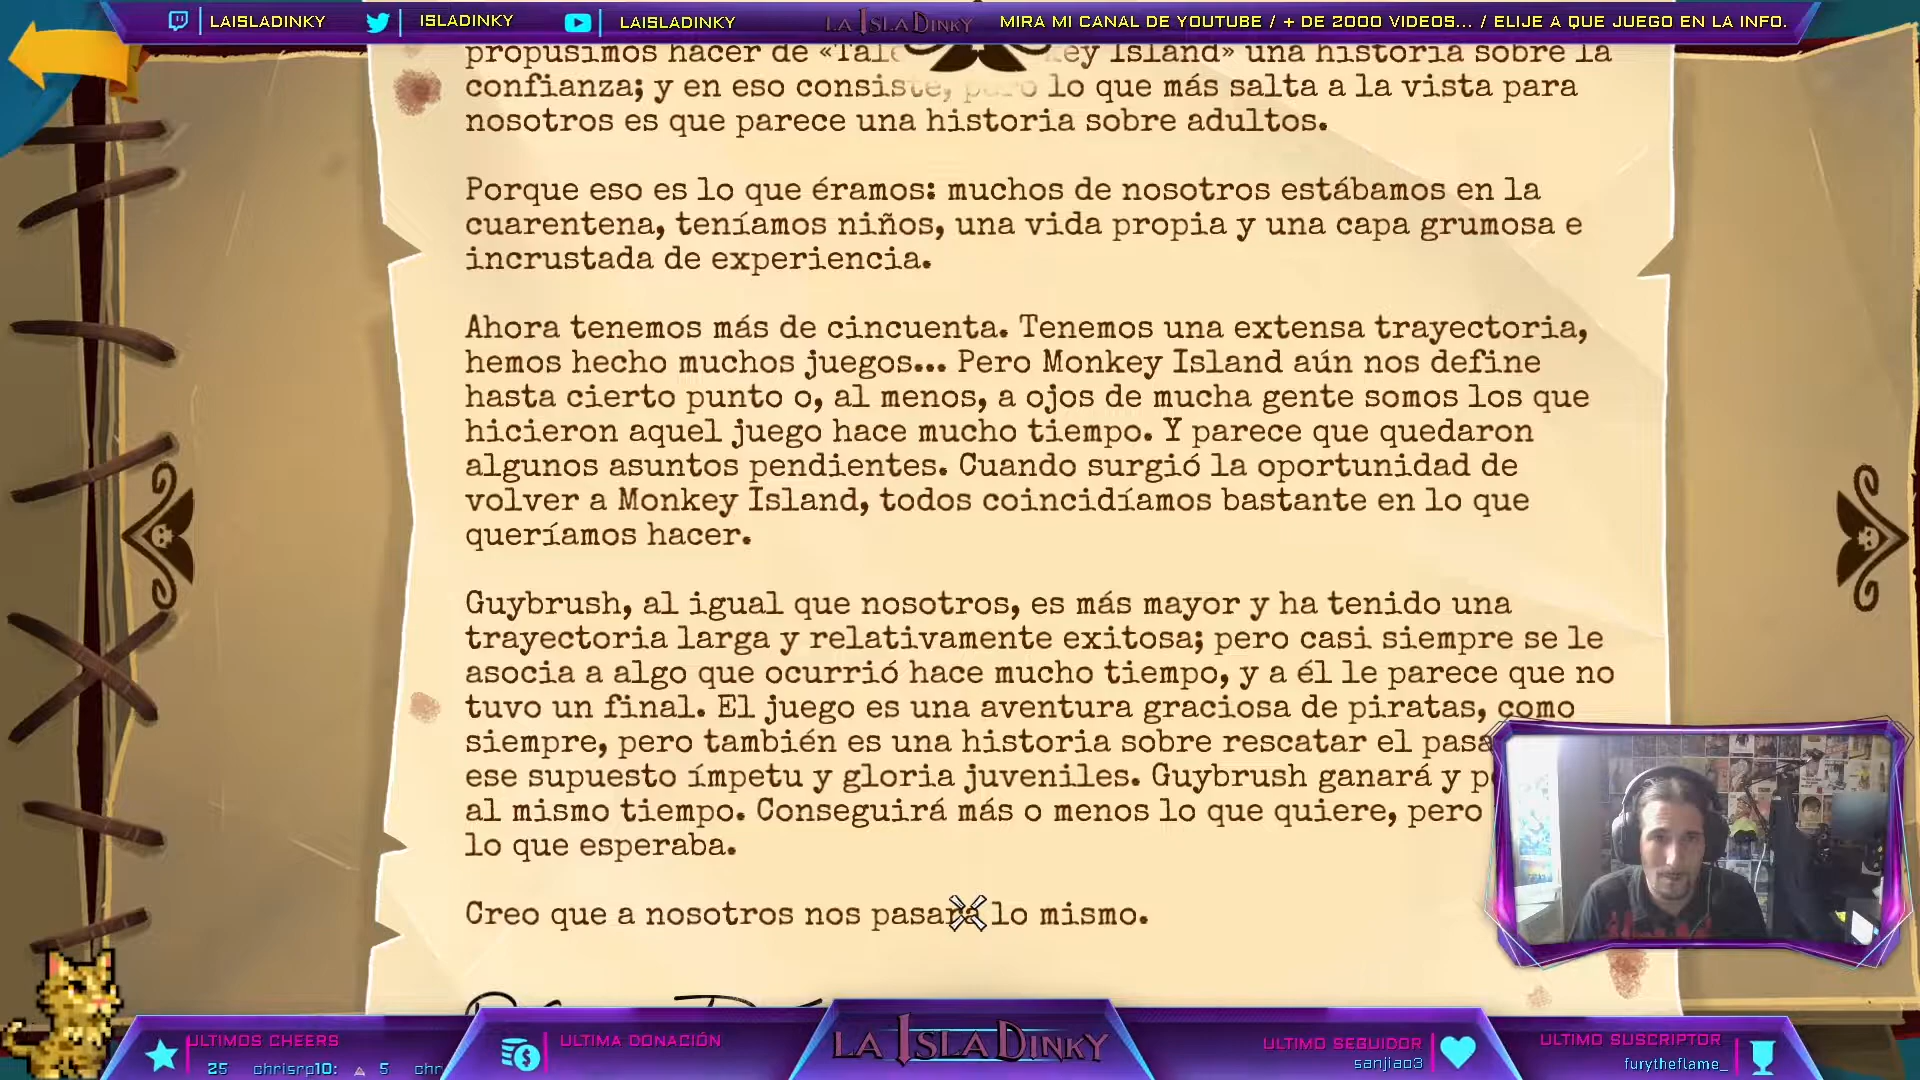 LAISLADINKY
ISLADINKY
LAISLADINKY
LA ISLA DINKY
MIRA MI CANAL DE YOUTUBE / + DE 2000 VIDEOS... / ELIJE A QUE JUEGO EN LA INFO.
propusimos hacer de «Tale ey Island» una historia sobre la
confianza; y en eso consiste, pero lo que más salta a la vista para
nosotros es que parece una historia sobre adultos.
Porque eso es lo que éramos: muchos de nosotros estábamos en la
cuarentena, teníamos niños, una vida propia y una capa grumosa e
incrustada de experiencia.
Ahora tenemos más de cincuenta. Tenemos una extensa trayectoria,
hemos hecho muchos juegos... Pero Monkey Island aún nos define
hasta cierto punto o, al menos, a ojos de mucha gente somos los que
hicieron aquel juego hace mucho tiempo. Y parece que quedaron
algunos asuntos pendientes. Cuando surgió la oportunidad de
volver a Monkey Island, todos coincidíamos bastante en lo que
queríamos hacer.
Guybrush, al igual que nosotros, es más mayor y ha tenido una
trayectoria larga y relativamente exitosa; pero casi siempre se le
asocia a algo que ocurrió hace mucho tiempo, y a él le parece que no
tuvo un final. El juego es una aventura graciosa de piratas, como
siempre, pero también es una historia sobre rescatar el pasa
ese supuesto ímpetu y gloria juveniles. Guybrush ganará y p
al mismo tiempo. Conseguirá más o menos lo que quiere, pero
lo que esperaba.
Creo que a nosotros nos pasará lo mismo.
ULTIMOS CHEERS
25 chrisrp10: 5 chr
ULTIMA DONACIÓN
LA ISLA DINKY
ULTIMO SEGUIDOR
sanjiao3
ULTIMO SUSCRIPTOR
furytheflame_